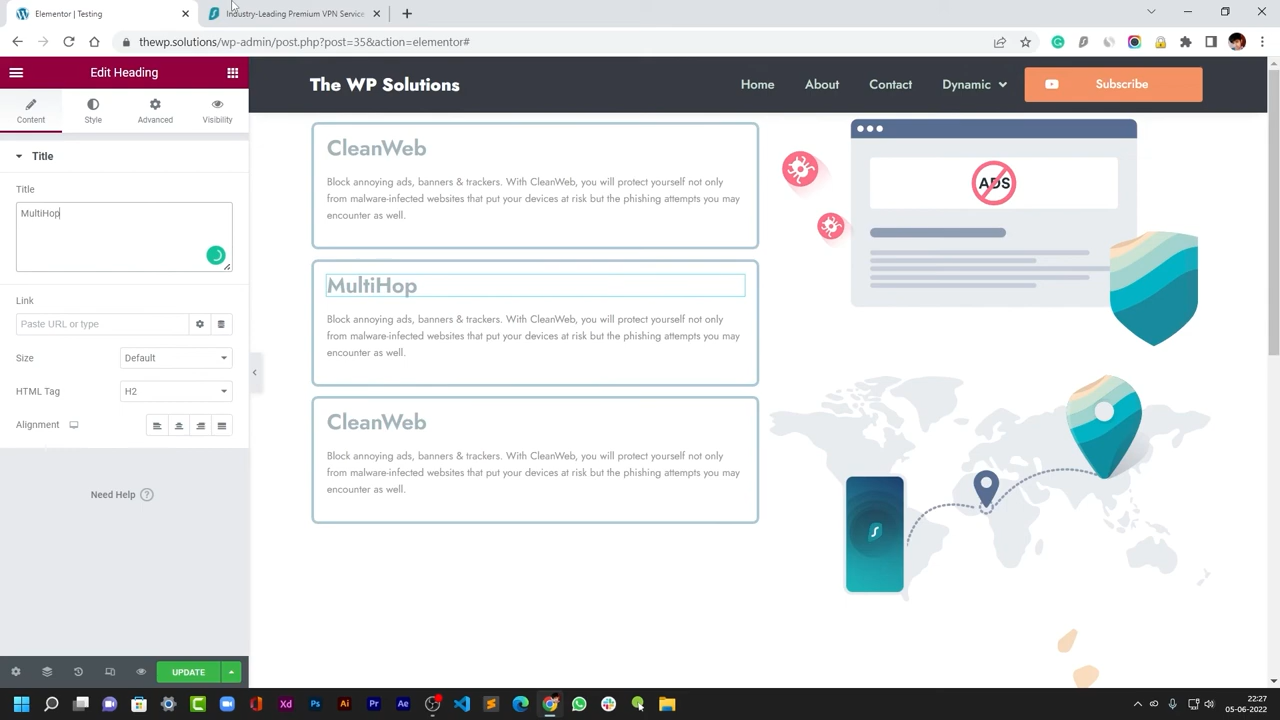 Elementor | Testing
Industry-Leading Premium VPN Service
thewp.solutions/wp-admin/post.php?post=35&action=elementor#
Edit Heading
Content
Style
Advanced
Visibility
Title
Title
MultiHop
Link
Paste URL or type
Size
Default
HTML Tag
H2
Alignment
Need Help ?
UPDATE
The WP Solutions
Home
About
Contact
Dynamic
Subscribe
CleanWeb
Block annoying ads, banners & trackers. With CleanWeb, you will protect yourself not only
from malware-infected websites that put your devices at risk but the phishing attempts you may
encounter as well.
MultiHop
Block annoying ads, banners & trackers. With CleanWeb, you will protect yourself not only
from malware-infected websites that put your devices at risk but the phishing attempts you may
encounter as well.
CleanWeb
Block annoying ads, banners & trackers. With CleanWeb, you will protect yourself not only
from malware-infected websites that put your devices at risk but the phishing attempts you may
encounter as well.
ADS
Xd
Ps
Ai
Pr
Ae
22:27
05-06-2022